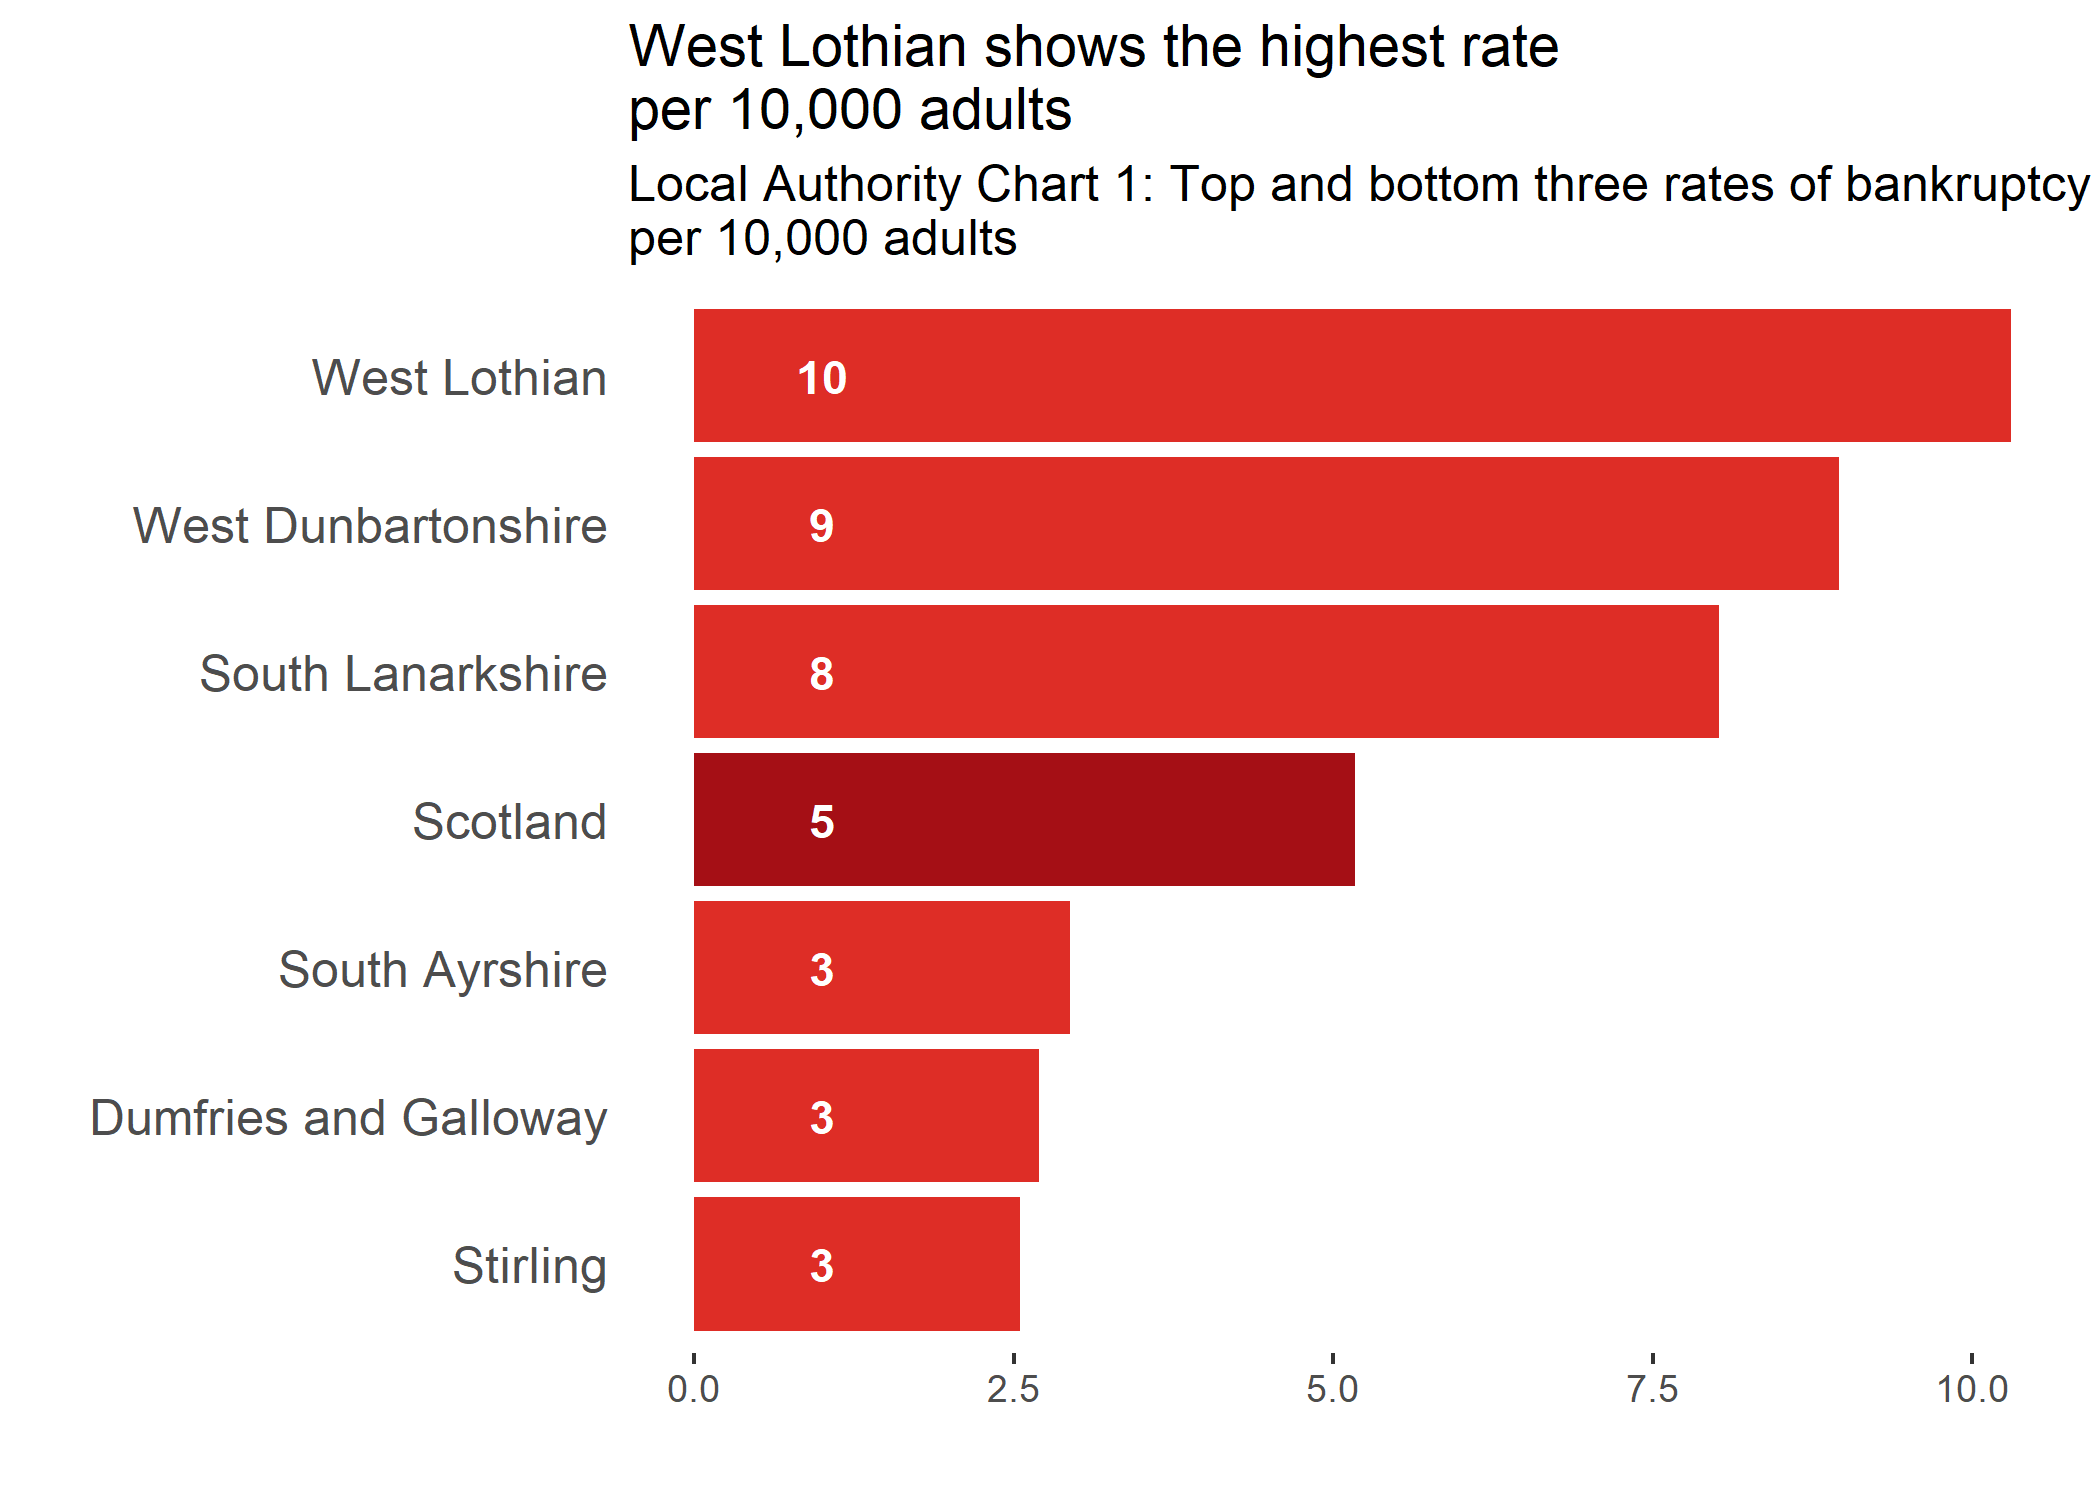 West Lothian shows the highest rate
per 10,000 adults
Local Authority Chart 1: Top and bottom three rates of bankruptcy
per 10,000 adults
West Lothian 10
West Dunbartonshire 9
South Lanarkshire 8
Scotland 5
South Ayrshire 3
Dumfries and Galloway 3
Stirling 3
0.0 2.5 5.0 7.5 10.0